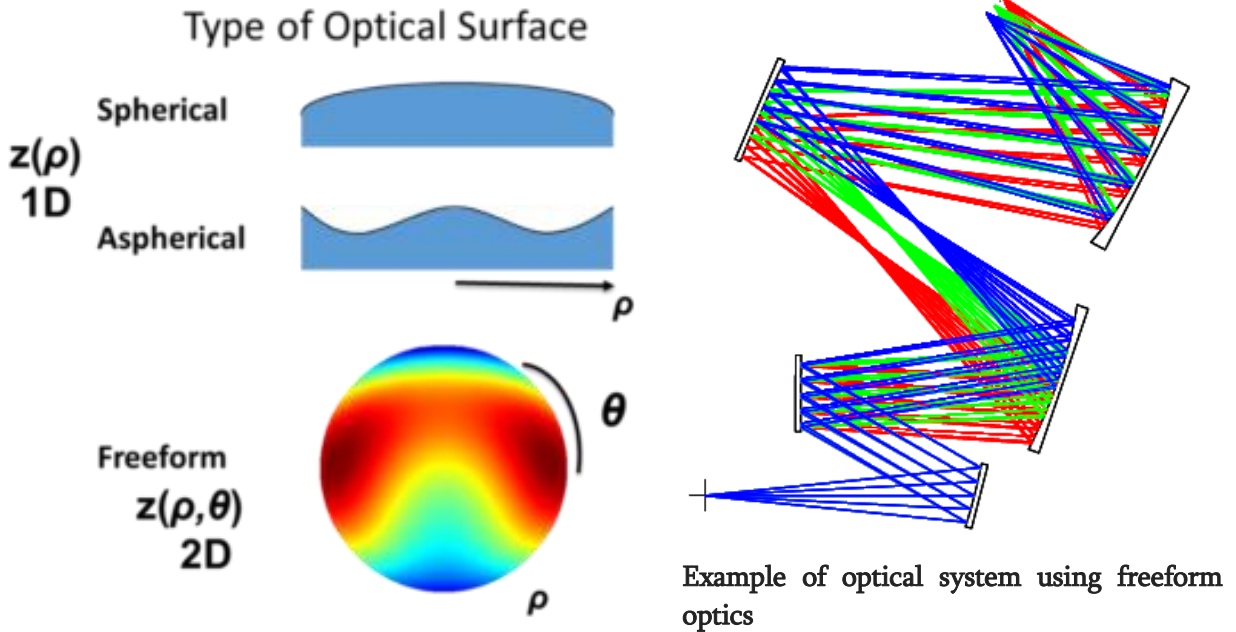 Type of Optical Surface
Spherical
z(ρ)
1D
Aspherical
ρ
θ
Freeform
z(ρ,θ)
2D
ρ
Example of optical system using freeform
optics